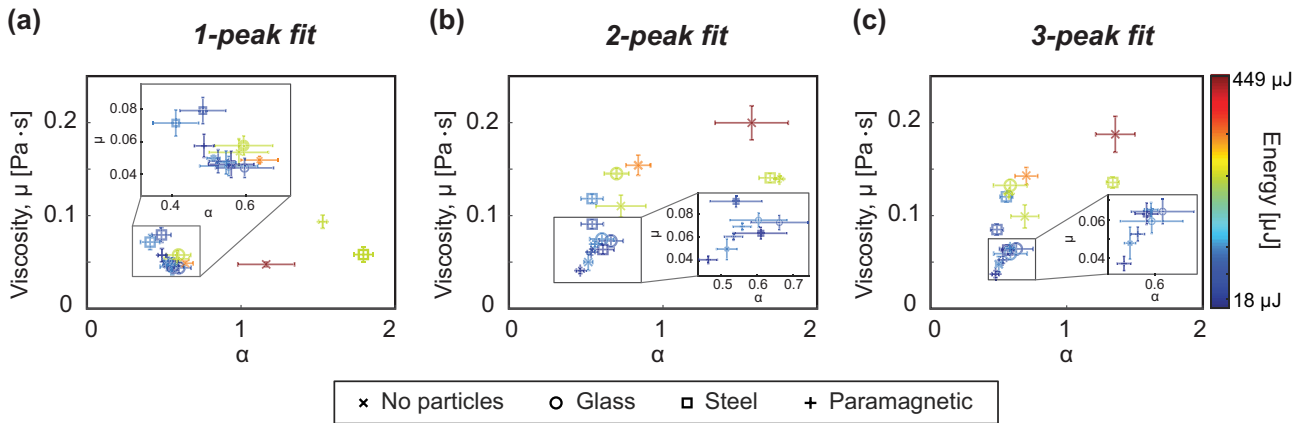 (a) 1-peak fit
(b) 2-peak fit
(c) 3-peak fit
Viscosity, μ [Pa · s]
0.2
0.1
0
0 1 2
α
μ
0.08
0.06
0.04
0.4 0.6
α
Viscosity, μ [Pa · s]
0.2
0.1
0
0 1 2
α
μ
0.08
0.06
0.04
0.5 0.6 0.7
α
Viscosity, μ [Pa · s]
0.2
0.1
0
0 1 2
α
μ
0.06
0.04
0.6
α
449 μJ
Energy [μJ]
18 μJ
No particles Glass Steel Paramagnetic